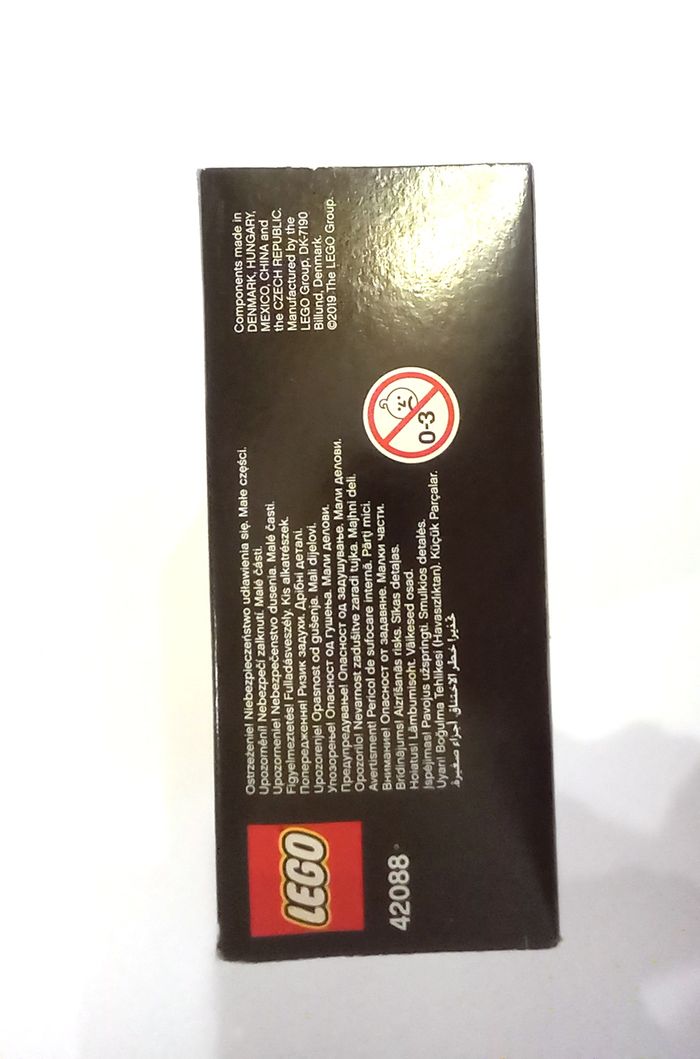 LEGO
42088
Ostrzeżenie! Niebezpieczeństwo udławienia się. Małe części.
Upozornění! Nebezpečí zalknutí. Malé části.
Upozornenie! Nebezpečenstvo dusenia. Malé časti.
Figyelmeztetés! Fulladásveszély. Kis alkatrészek.
Попередження! Ризик задухи. Дрібні деталі.
Upozorenje! Opasnost od gušenja. Mali dijelovi.
Упозорење! Опасност од гушења. Мали делови.
Предупредување! Опасност од задушување. Мали делови.
Opozorilo! Nevarnost zadušitve zaradi tujka. Majhni deli.
Avertisment! Pericol de sufocare internă. Părți mici.
Внимание! Опасност от задавяне. Малки части.
Brīdinājums! Aizrīšanās risks. Sīkas detaļas.
Hoiatus! Lämbumisoht. Väikesed osad.
Įspėjimas! Pavojus užspringti. Smulkios detalės.
Uyarı! Boğulma Tehlikesi (Havasızlıktan). Küçük Parçalar.
تحذير! خطر الاختناق. أجزاء صغيرة.
0-3
Components made in
DENMARK, HUNGARY,
MEXICO, CHINA and
the CZECH REPUBLIC.
Manufactured by the
LEGO Group, DK-7190
Billund, Denmark.
©2019 The LEGO Group.